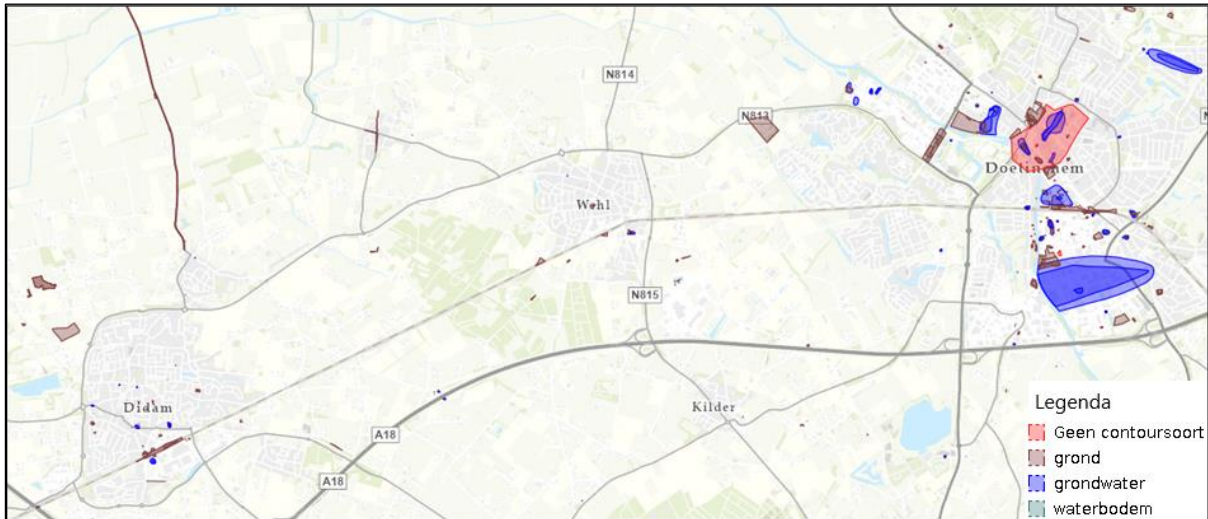 N814
N813
Doetinchem
Wehl
N815
Didam
Kilder
A18
A18
Legenda
Geen contoursoort
grond
grondwater
waterbodem